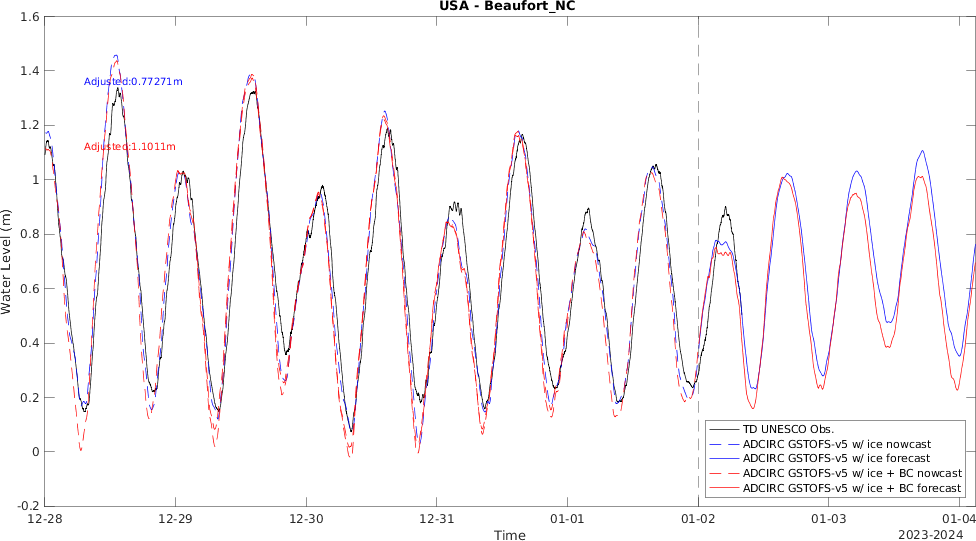 USA - Beaufort_NC
1.6
1.4
Adjusted:0.77271m
1.2
Adjusted:1.1011m
1
0.8
Water Level (m)
0.6
0.4
0.2
0
-0.2
TD UNESCO Obs.
ADCIRC GSTOFS-v5 w/ ice nowcast
ADCIRC GSTOFS-v5 w/ ice forecast
ADCIRC GSTOFS-v5 w/ ice + BC nowcast
ADCIRC GSTOFS-v5 w/ ice + BC forecast
12-28 12-29 12-30 12-31 01-01 01-02 01-03 01-04
Time
2023-2024